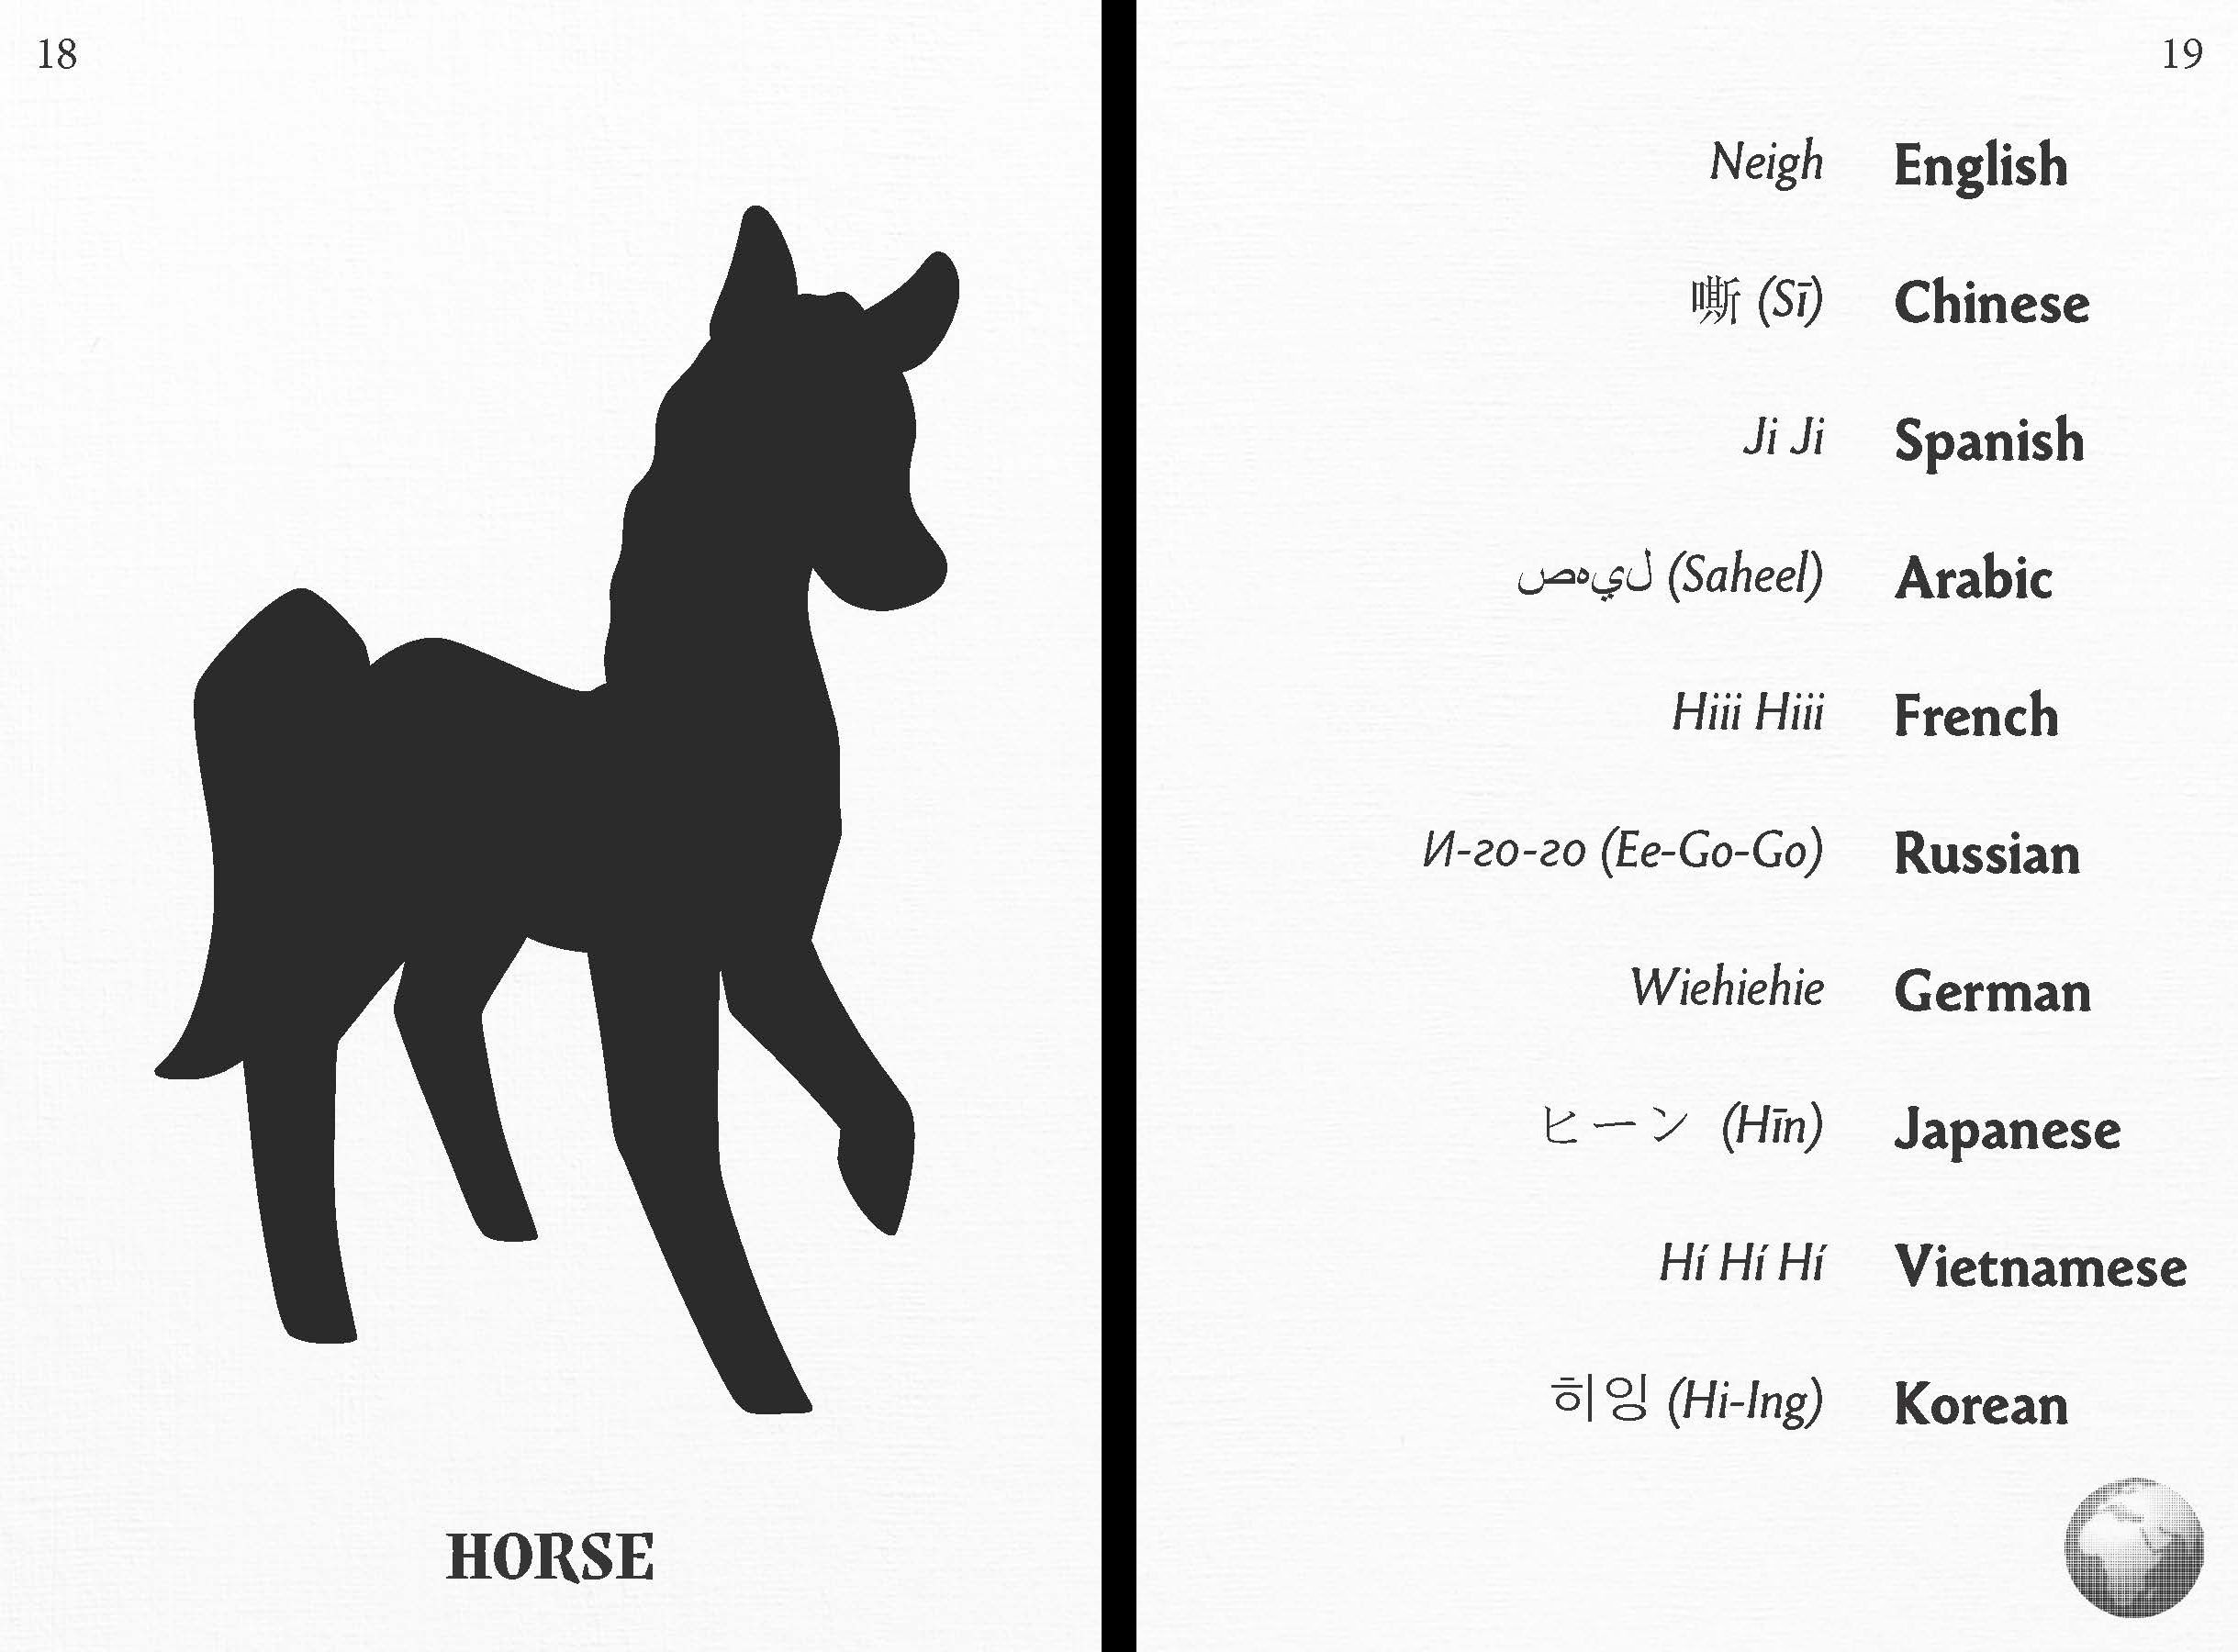 18
HORSE
19
Neigh English
嘶 (Sī) Chinese
Ji Ji Spanish
ل‌يهص (Saheel) Arabic
Hiii Hiii French
И-го-го (Ee-Go-Go) Russian
Wiehiehie German
ヒーン (Hīn) Japanese
Hí Hí Hí Vietnamese
히잉 (Hi-Ing) Korean